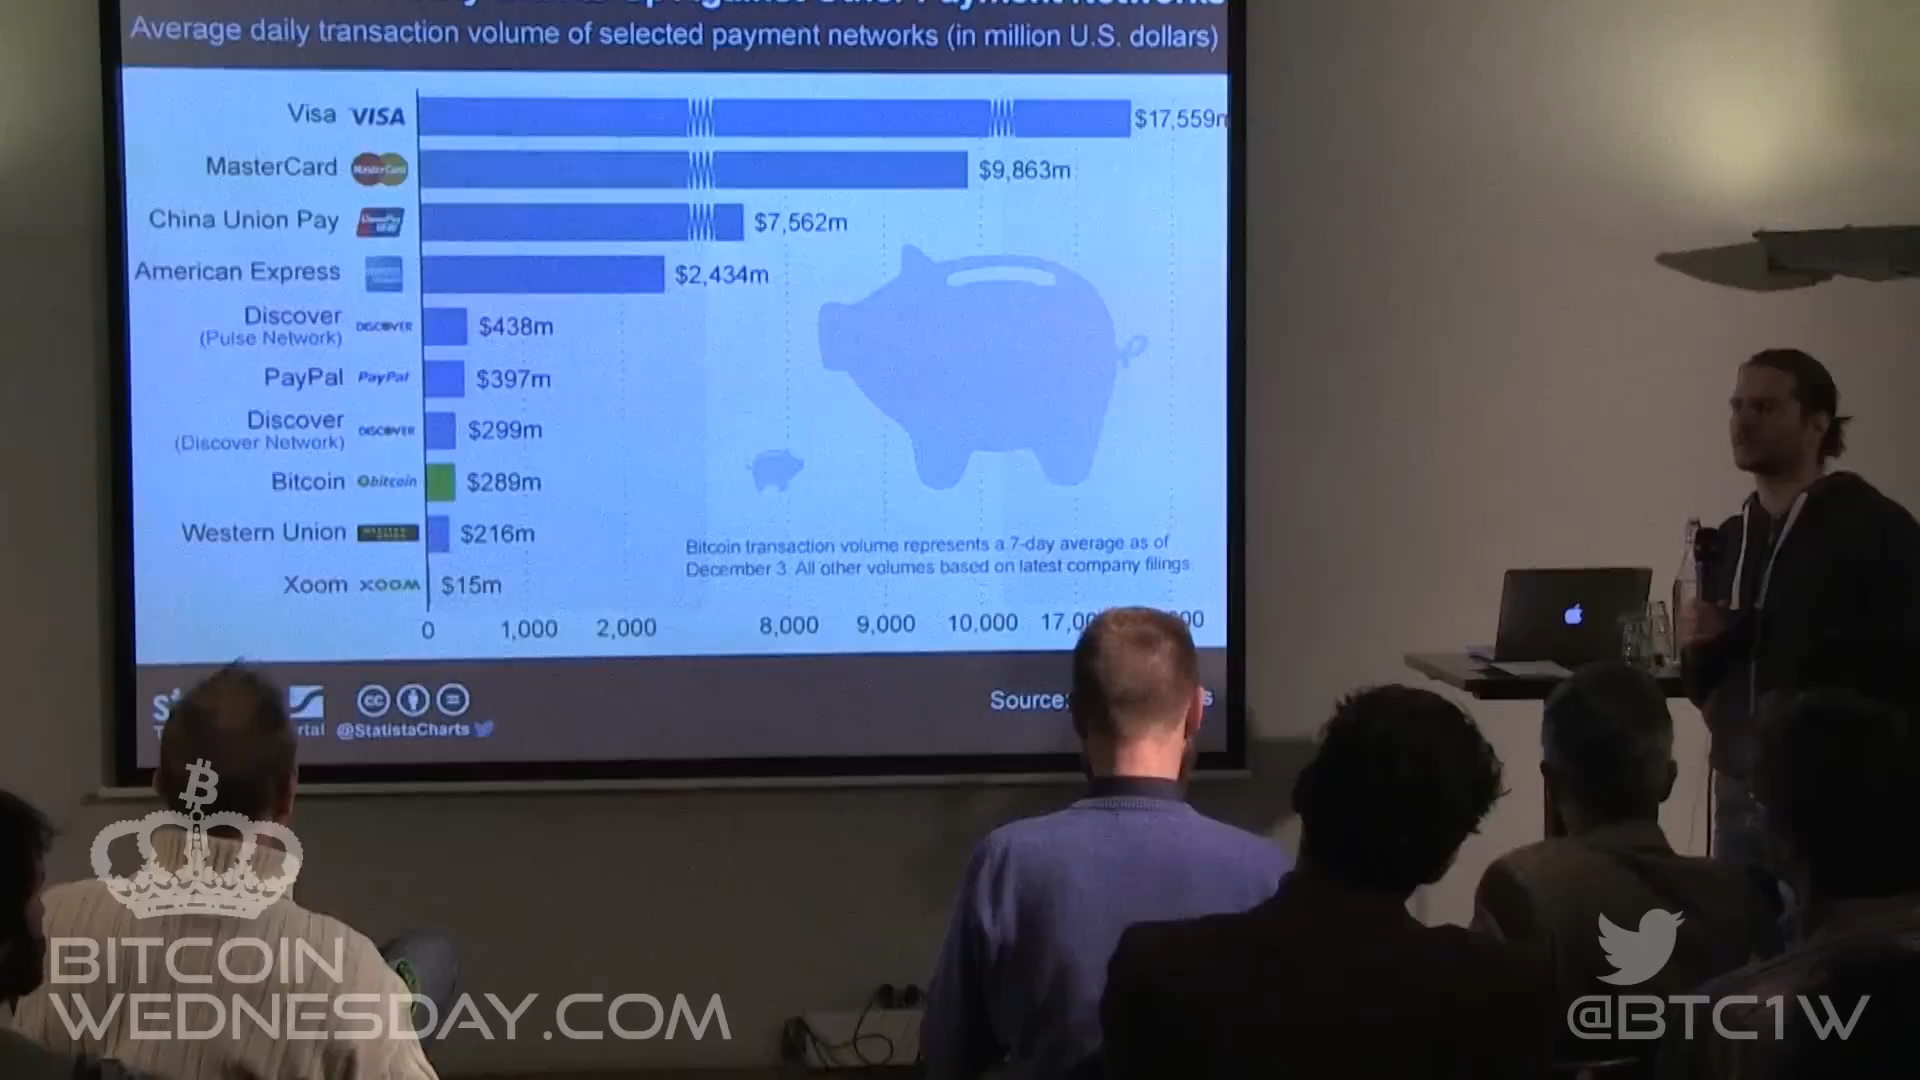 Average daily transaction volume of selected payment networks (in million U.S. dollars)
Visa VISA $17,559m
MasterCard MasterCard $9,863m
China Union Pay UnionPay $7,562m
American Express $2,434m
Discover DISCOVER $438m
(Pulse Network)
PayPal PayPal $397m
Discover DISCOVER $299m
(Discover Network)
Bitcoin bitcoin $289m
Western Union $216m
Xoom XOOM $15m
Bitcoin transaction volume represents a 7-day average as of
December 3. All other volumes based on latest company filings
0 1,000 2,000 8,000 9,000 10,000
cc
Source:
@StatistaCharts
BITCOIN
WEDNESDAY.COM
@BTC1W